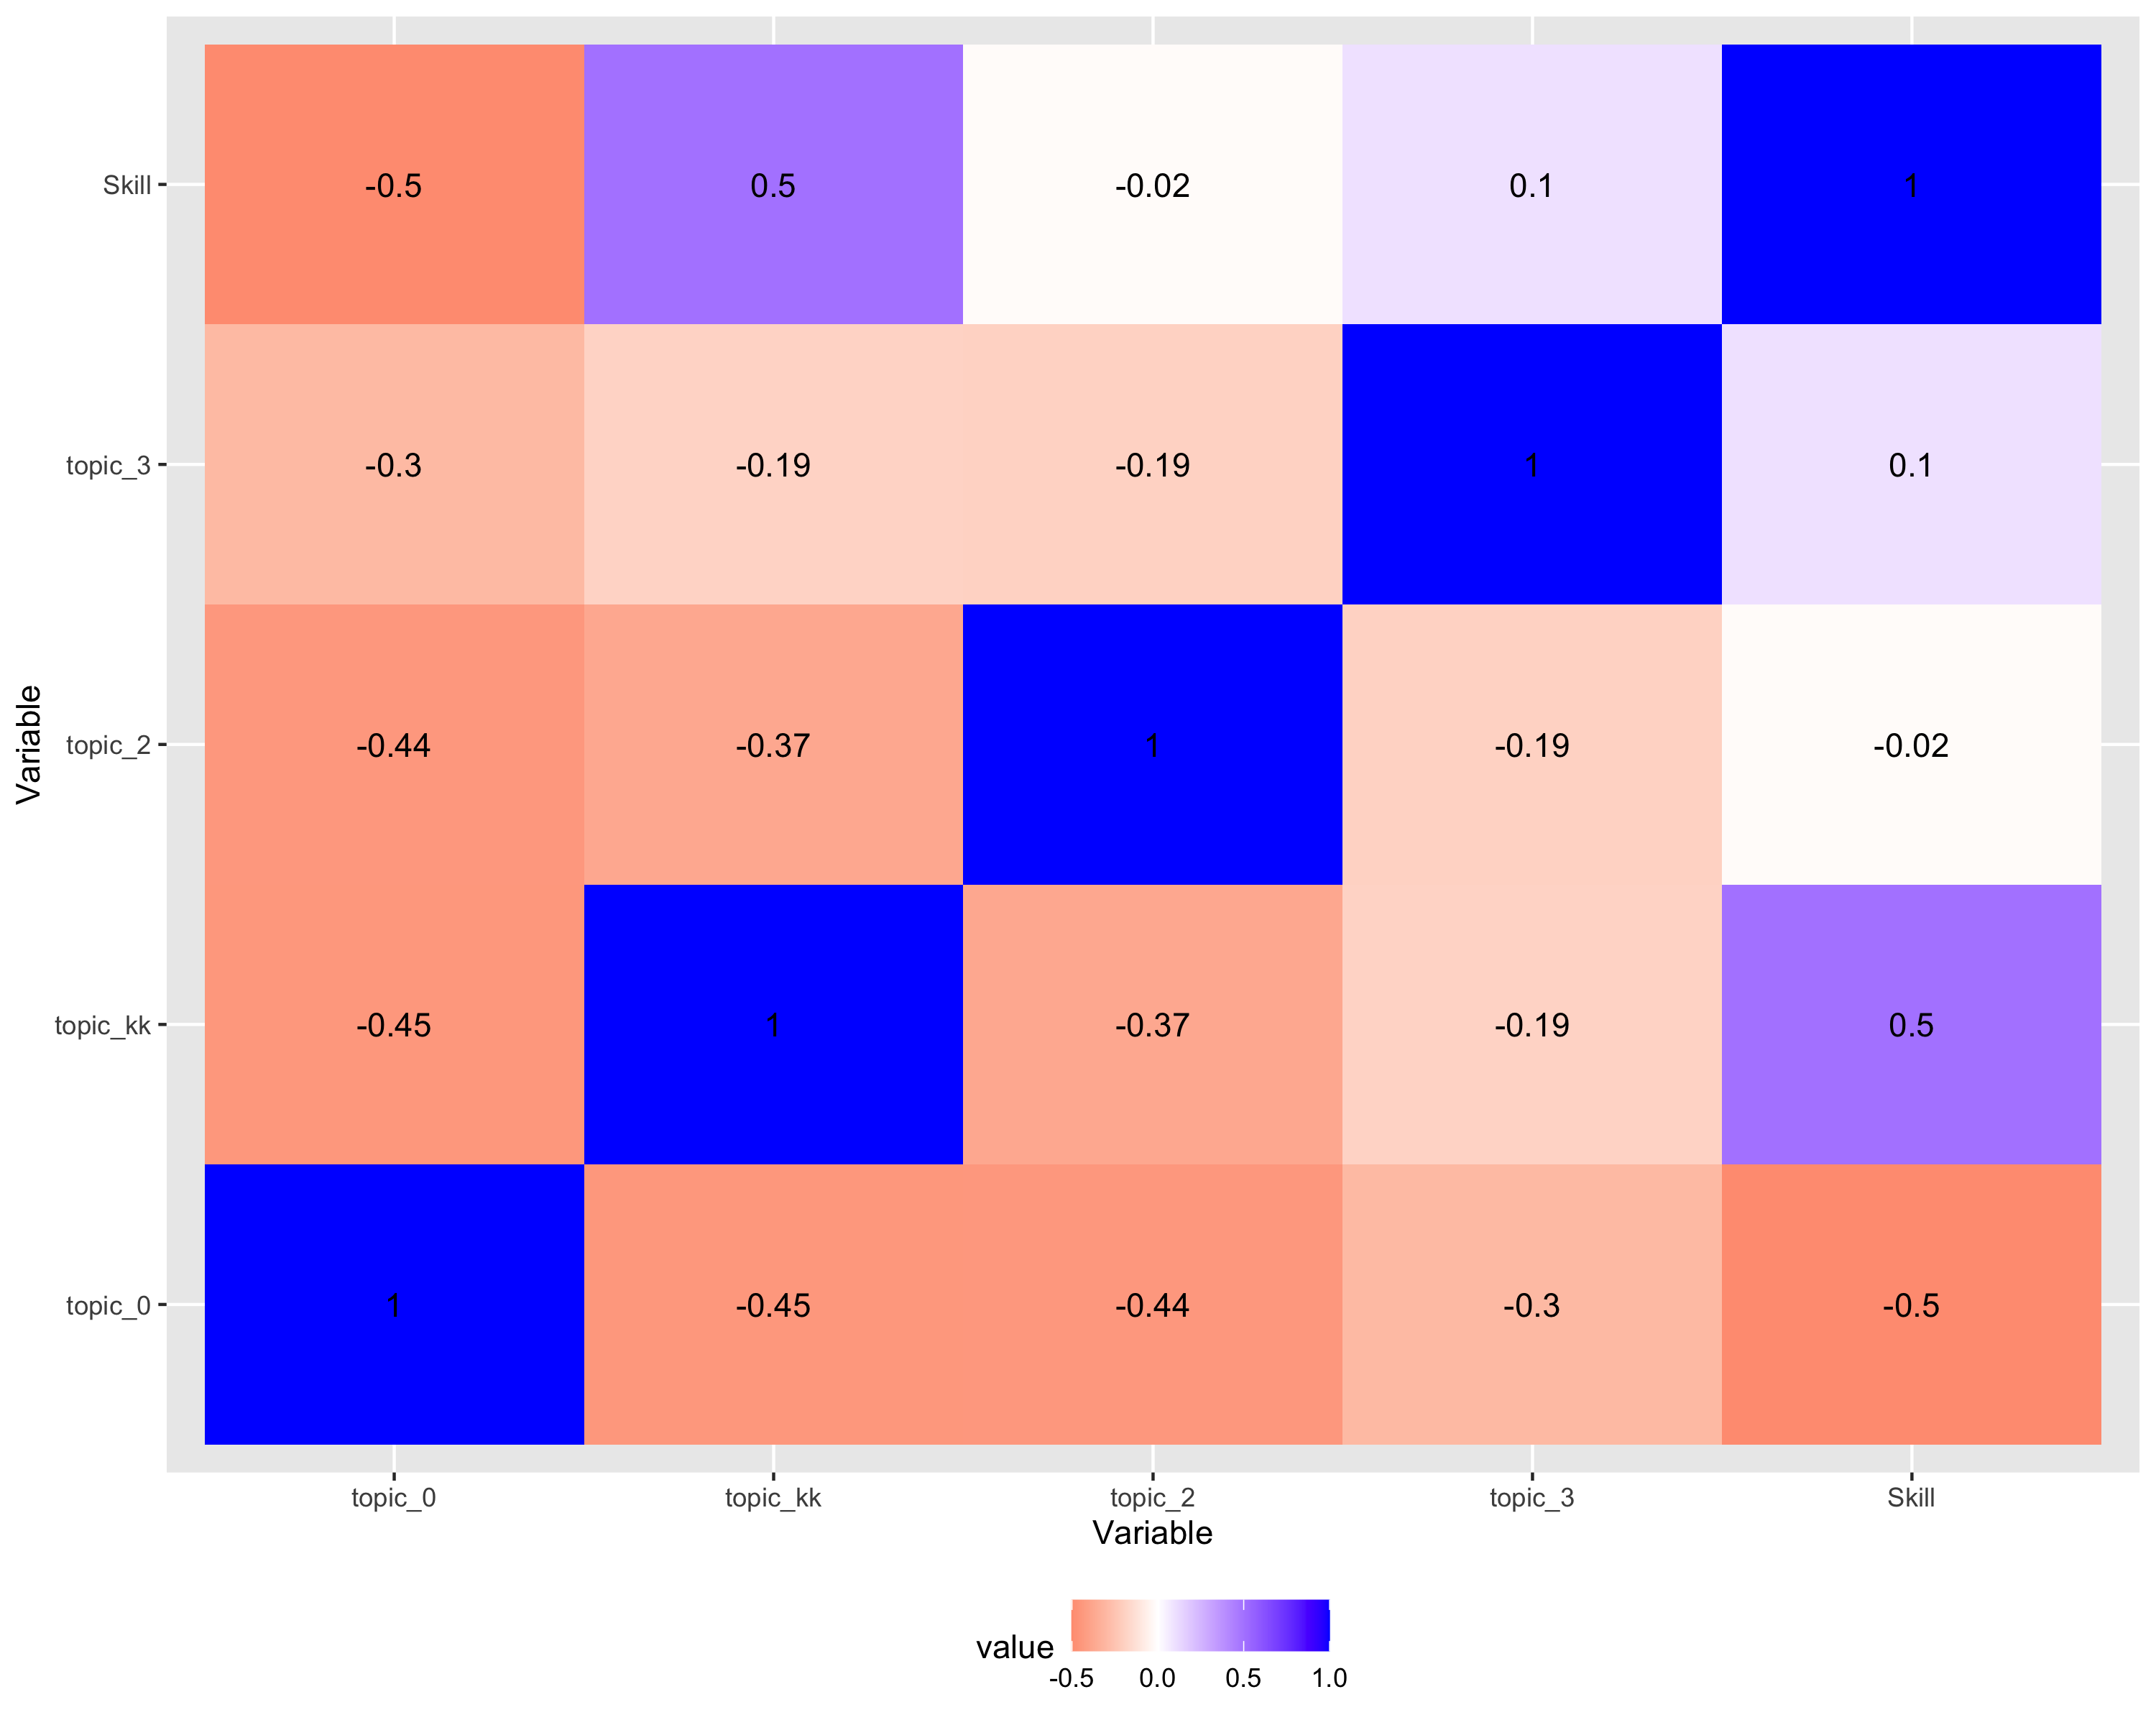 Skill -0.5 0.5 -0.02 0.1 1
topic_3 -0.3 -0.19 -0.19 1 0.1
Variable
topic_2 -0.44 -0.37 1 -0.19 -0.02
topic_kk -0.45 1 -0.37 -0.19 0.5
topic_0 1 -0.45 -0.44 -0.3 -0.5
topic_0 topic_kk topic_2 topic_3 Skill
Variable
value
-0.5 0.0 0.5 1.0